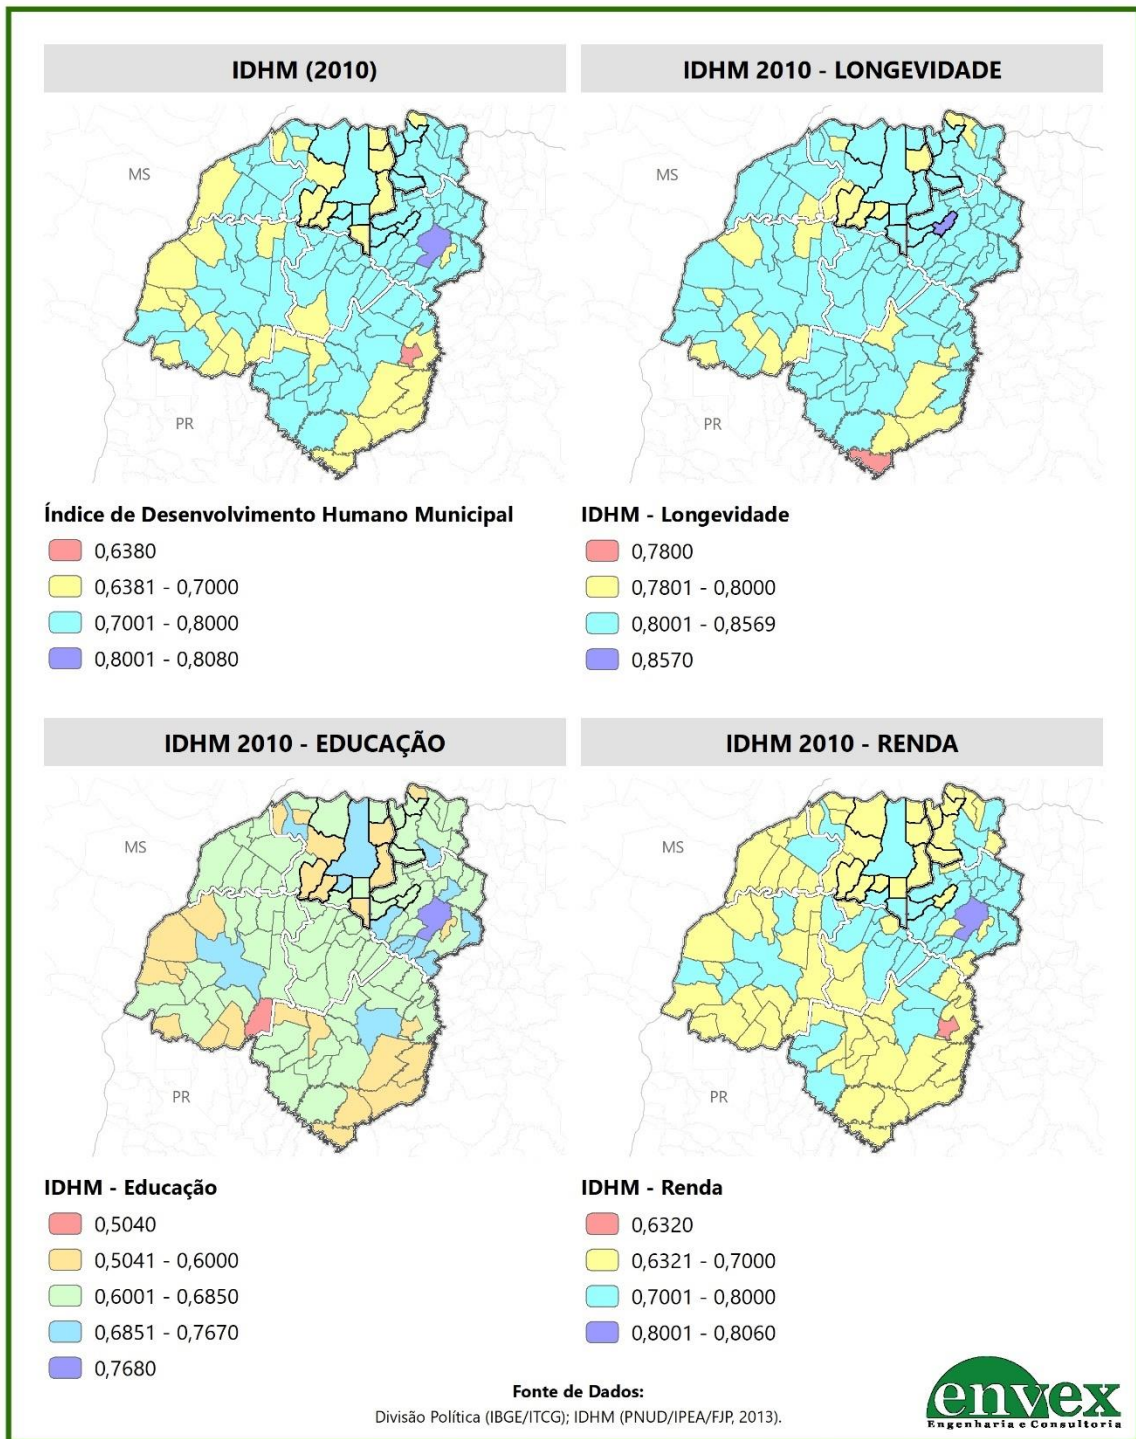 IDHM (2010)
MS
PR
Índice de Desenvolvimento Humano Municipal
0,6380
0,6381 - 0,7000
0,7001 - 0,8000
0,8001 - 0,8080
IDHM 2010 - LONGEVIDADE
MS
PR
IDHM - Longevidade
0,7800
0,7801 - 0,8000
0,8001 - 0,8569
0,8570
IDHM 2010 - EDUCAÇÃO
MS
PR
IDHM - Educação
0,5040
0,5041 - 0,6000
0,6001 - 0,6850
0,6851 - 0,7670
0,7680
IDHM 2010 - RENDA
MS
PR
IDHM - Renda
0,6320
0,6321 - 0,7000
0,7001 - 0,8000
0,8001 - 0,8060
Fonte de Dados:
Divisão Política (IBGE/ITCG); IDHM (PNUD/IPEA/FJP, 2013).
envex
Engenharia e Consultoria